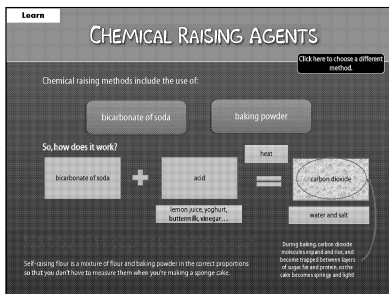 Learn
CHEMICAL RAISING AGENTS
Click here to choose a different
method.
Chemical raising methods include the use of:
bicarbonate of soda
baking powder
So, how does it work?
heat
bicarbonate of soda
acid
carbon dioxide
lemon juice, yoghurt,
buttermilk, vinegar…
water and salt
During baking, carbon dioxide
molecules expand and rise, and
become trapped between layers
of sugar, fat and protein, so the
cake becomes springy and light!
Self-raising flour is a mixture of flour and baking powder in the correct proportions
so that you don't have to measure them when you're making a sponge cake.